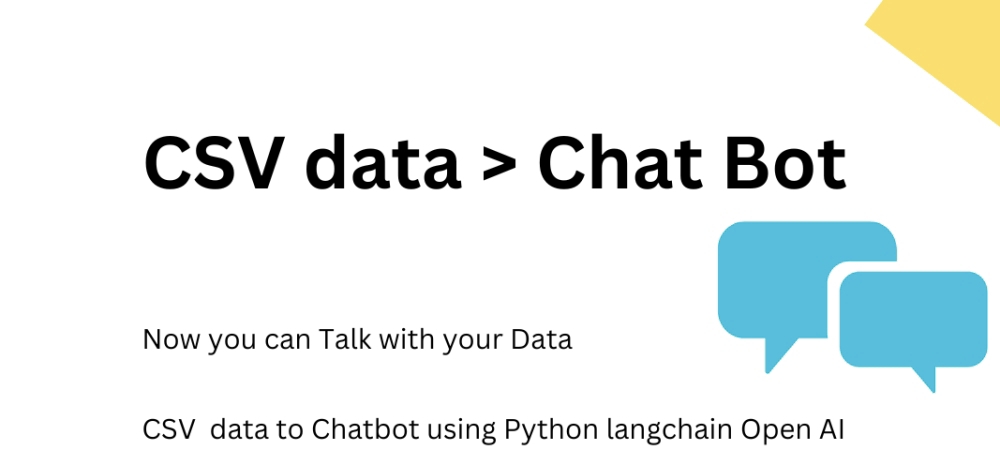 CSV data > Chat Bot
Now you can Talk with your Data
CSV  data to Chatbot using Python langchain Open AI